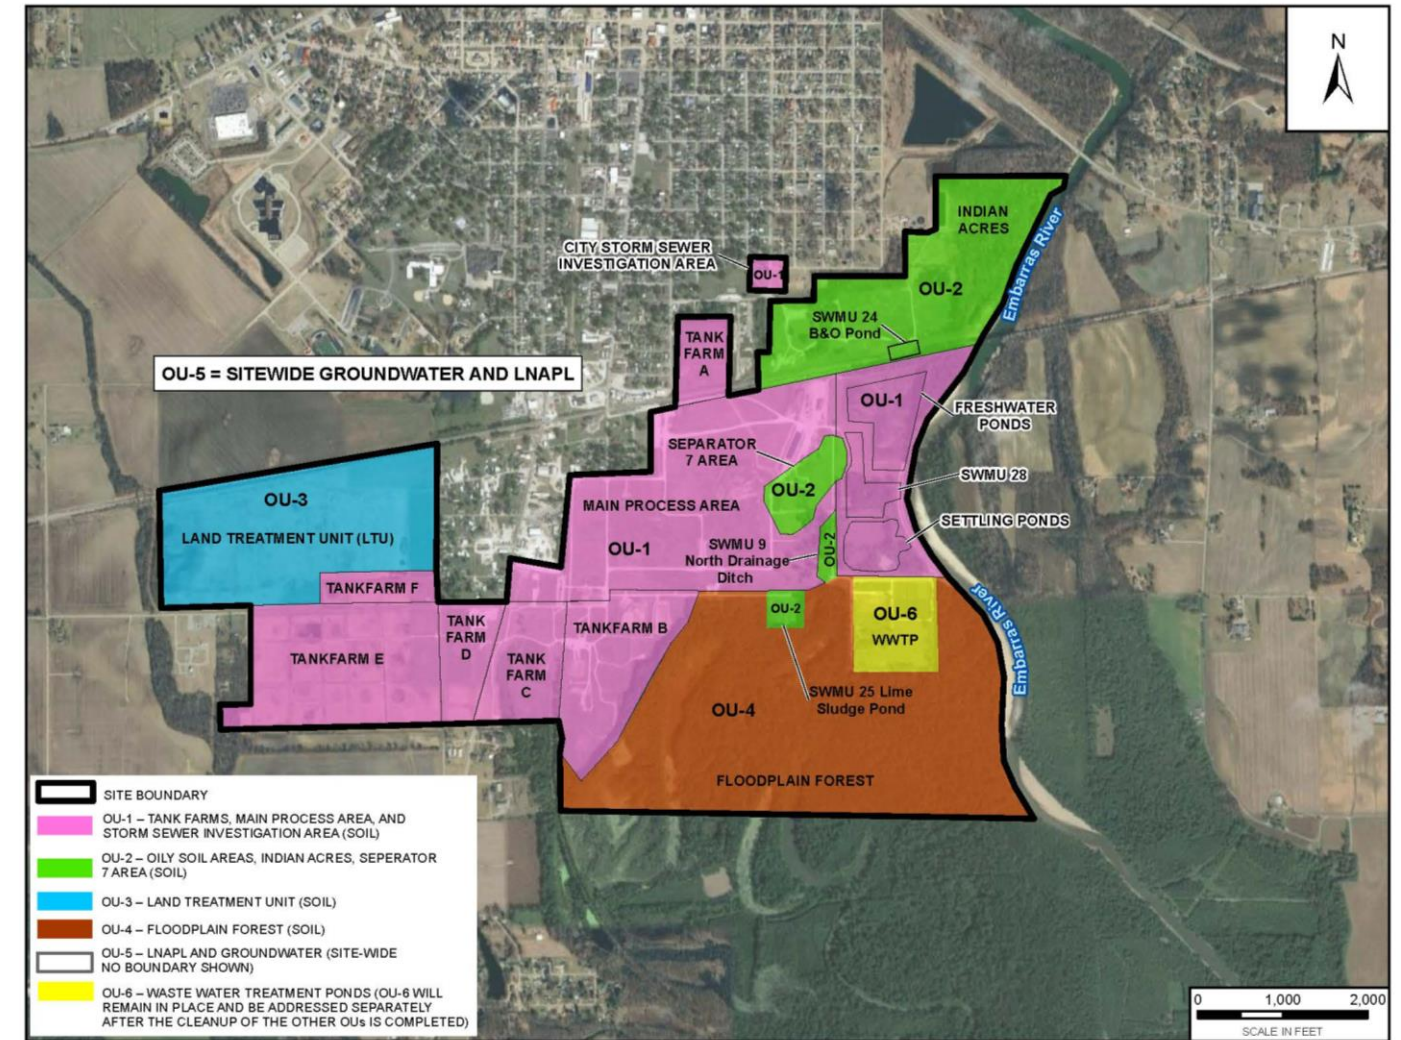 N
INDIAN
ACRES
Embarras River
CITY STORM SEWER
INVESTIGATION AREA
OU-1
OU-2
SWMU 24
B&O Pond
TANK
FARM
A
OU-5 = SITEWIDE GROUNDWATER AND LNAPL
OU-1
FRESHWATER
PONDS
SEPARATOR
7 AREA
SWMU 28
OU-2
OU-3
MAIN PROCESS AREA
SETTLING PONDS
LAND TREATMENT UNIT (LTU)
OU-1
SWMU 9
North Drainage
Ditch
OU-2
TANKFARM F
Embarras River
OU-2
OU-6
WWTP
TANK
FARM
D
TANKFARM B
TANKFARM E
TANK
FARM
C
SWMU 25 Lime
Sludge Pond
OU-4
FLOODPLAIN FOREST
SITE BOUNDARY
OU-1 – TANK FARMS, MAIN PROCESS AREA, AND
STORM SEWER INVESTIGATION AREA (SOIL)
OU-2 – OILY SOIL AREAS, INDIAN ACRES, SEPERATOR
7 AREA (SOIL)
OU-3 – LAND TREATMENT UNIT (SOIL)
OU-4 – FLOODPLAIN FOREST (SOIL)
OU-5 – LNAPL AND GROUNDWATER (SITE-WIDE
NO BOUNDARY SHOWN)
OU-6 – WASTE WATER TREATMENT PONDS (OU-6 WILL
REMAIN IN PLACE AND BE ADDRESSED SEPARATELY
AFTER THE CLEANUP OF THE OTHER OUs IS COMPLETED)
0 1,000 2,000
SCALE IN FEET